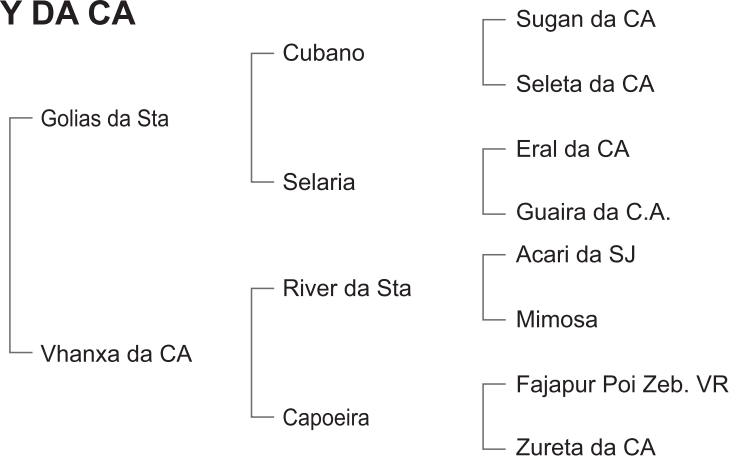 Y DA CA
Golias da Sta
Vhanxa da CA
Cubano
Selaria
River da Sta
Capoeira
Sugan da CA
Seleta da CA
Eral da CA
Guaira da C.A.
Acari da SJ
Mimosa
Fajapur Poi Zeb. VR
Zureta da CA